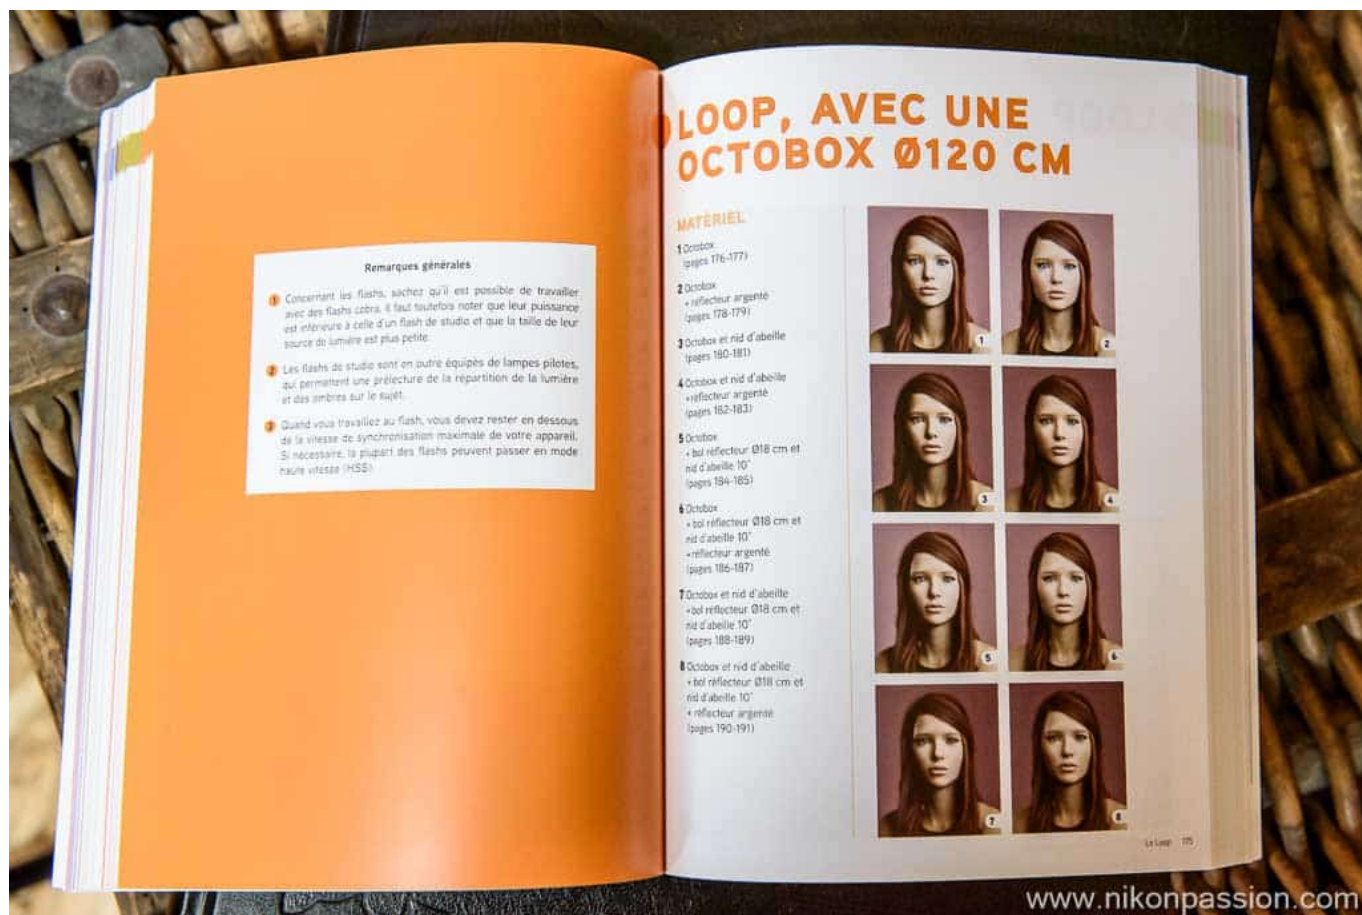 Remarques générales
1 Concernant les flashs, sachez qu'il est possible de travailler
avec des flashs cobra. Il faut toutefois noter que leur puissance
est inférieure à celle d'un flash de studio et que la taille de leur
source de lumière est plus petite.
2 Les flashs de studio sont en outre équipés de lampes pilotes,
qui permettent une prélecture de la répartition de la lumière
et des ombres sur le sujet.
3 Quand vous travaillez au flash, vous devez rester en dessous
de la vitesse de synchronisation maximale de votre appareil.
Si nécessaire, la plupart des flashs peuvent passer en mode
haute vitesse (HSS).
LOOP, AVEC UNE
OCTOBOX Ø120 CM
MATÉRIEL
1 Octobox
(pages 176-177)
2 Octobox
+ réflecteur argenté
(pages 178-179)
3 Octobox et nid d'abeille
(pages 180-181)
4 Octobox et nid d'abeille
+ réflecteur argenté
(pages 182-183)
5 Octobox
+ bol réflecteur Ø18 cm et
nid d'abeille 10°
(pages 184-185)
6 Octobox
+ bol réflecteur Ø18 cm et
nid d'abeille 10°
+ réflecteur argenté
(pages 186-187)
7 Octobox et nid d'abeille
+ bol réflecteur Ø18 cm et
nid d'abeille 10°
(pages 188-189)
8 Octobox et nid d'abeille
+ bol réflecteur Ø18 cm et
nid d'abeille 10°
+ réflecteur argenté
(pages 190-191)
1
2
3
4
5
6
7
8
Le Loop 175
www.nikonpassion.com